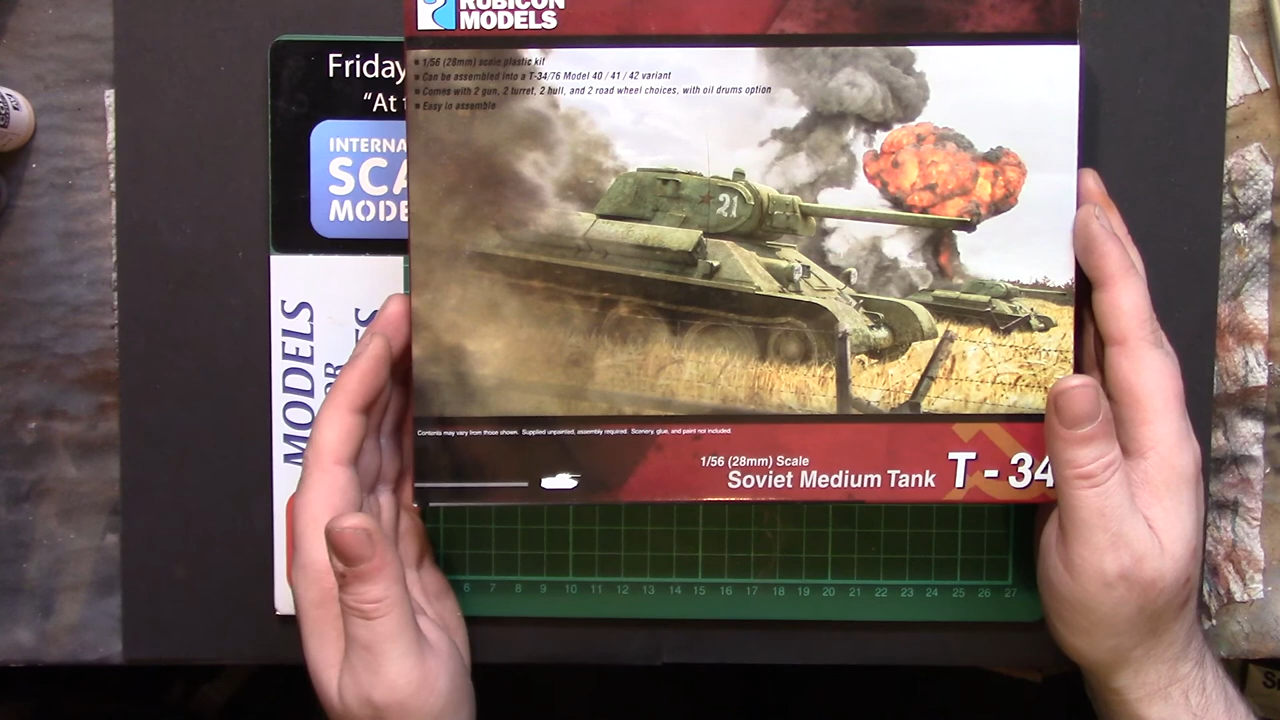 RUBICON
MODELS
1/56 (28mm) scale plastic kit
Can be assembled into a T-34/76 Model 40 / 41 / 42 variant
Comes with 2 gun, 2 turret, 2 hull, and 2 road wheel choices, with oil drums option
Easy to assemble
21
Contents may vary from those shown. Supplied unpainted, assembly required. Scenery, glue, and paint not included.
1/56 (28mm) Scale
Soviet Medium Tank T - 34
Friday
"At
INTERNA
SCA
MODE
MODELS
6 7 8 9 10 11 12 13 14 15 16 17 18 19 20 21 22 23 24 25 26 27